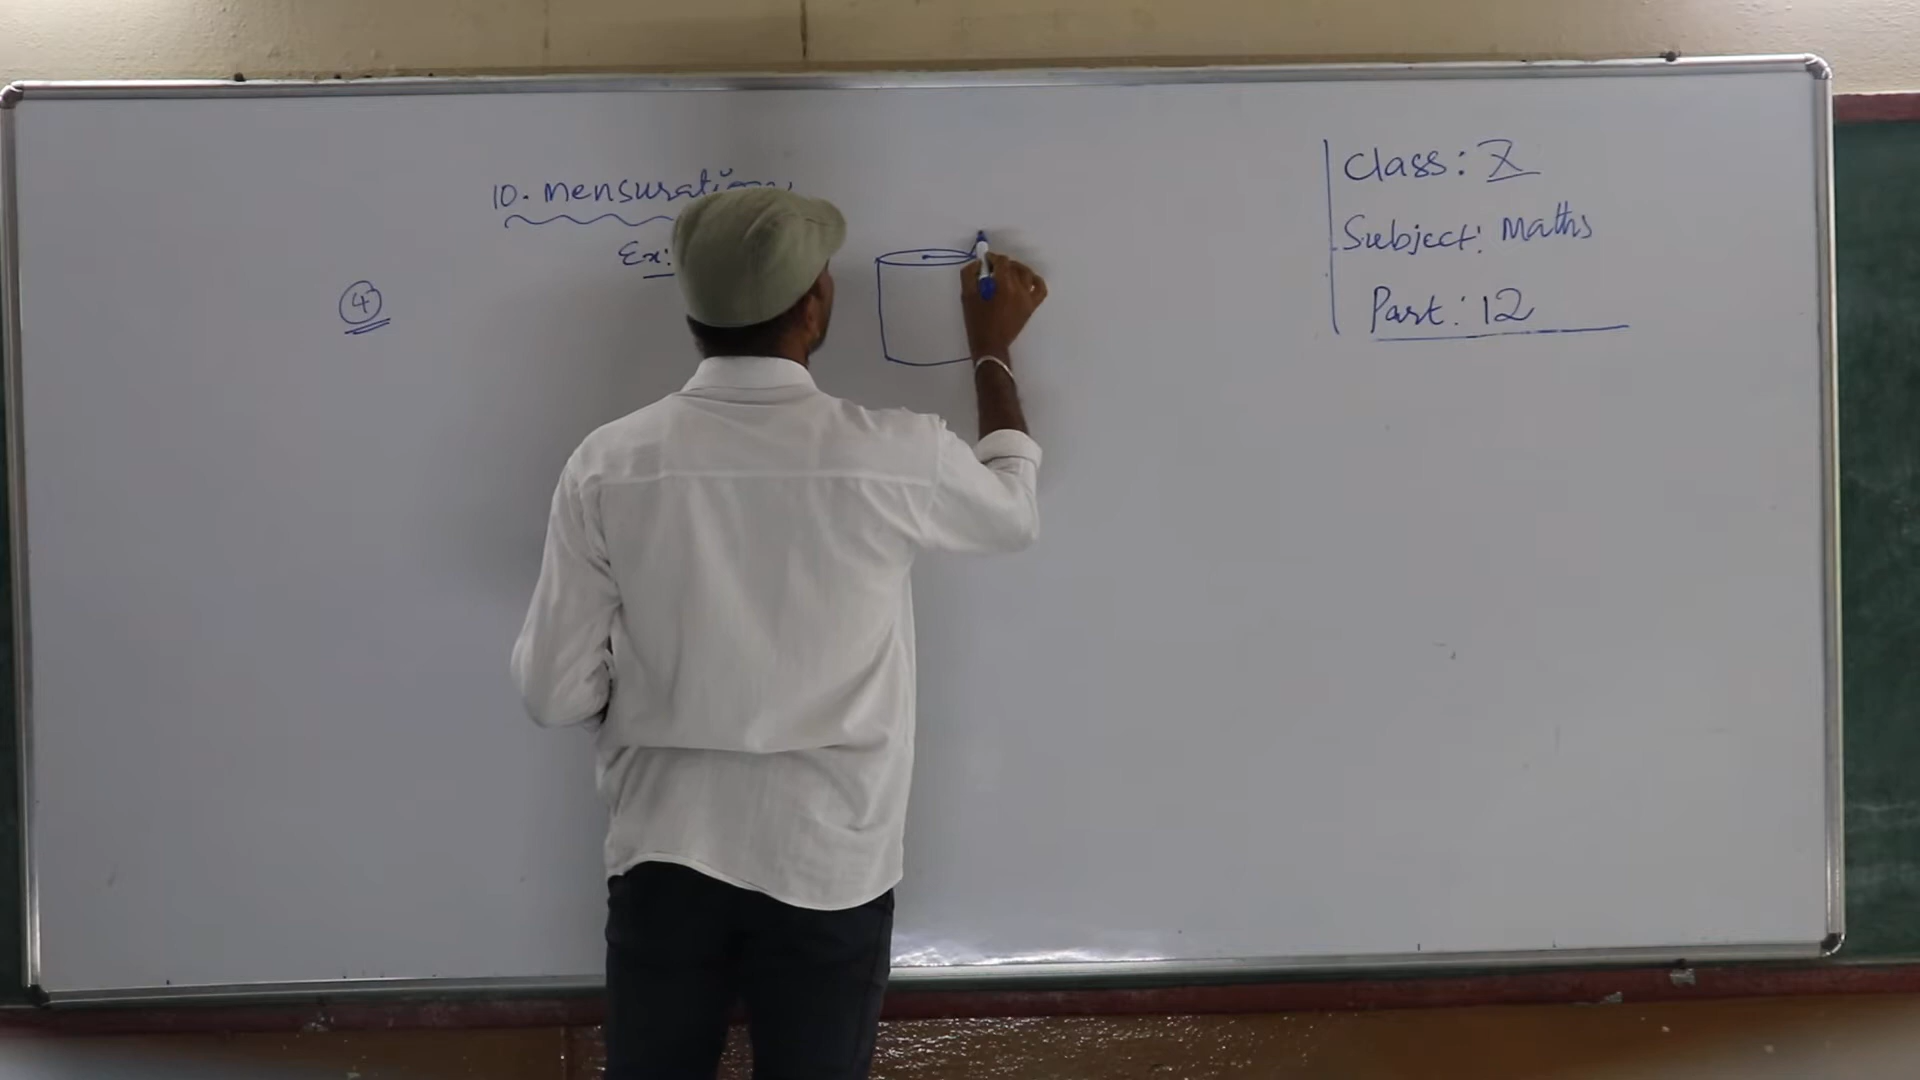 10. Mensuration
Ex:
④
Class: X
Subject: Maths
Part: 12